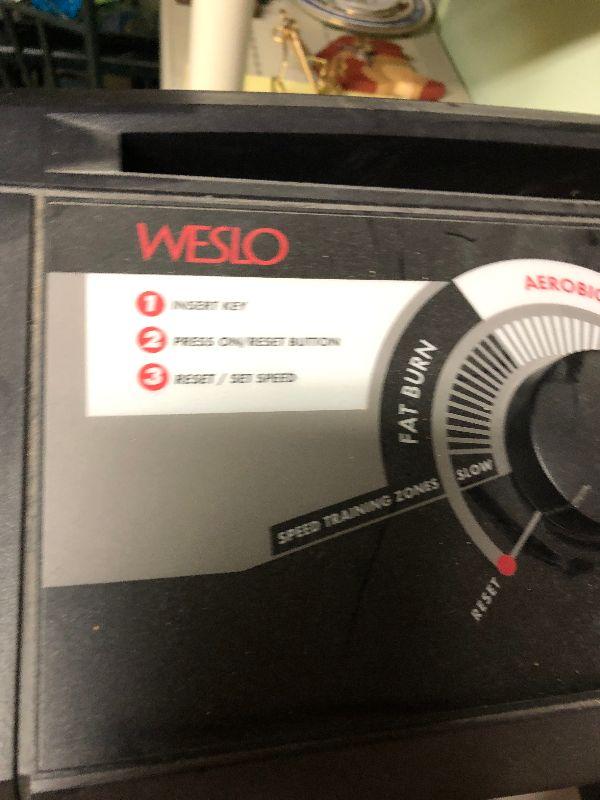 WESLO
1 INSERT KEY
2 PRESS ON/RESET BUTTON
3 RESET / SET SPEED
AEROBIC
FAT BURN
SLOW
SPEED TRAINING ZONES
RESET